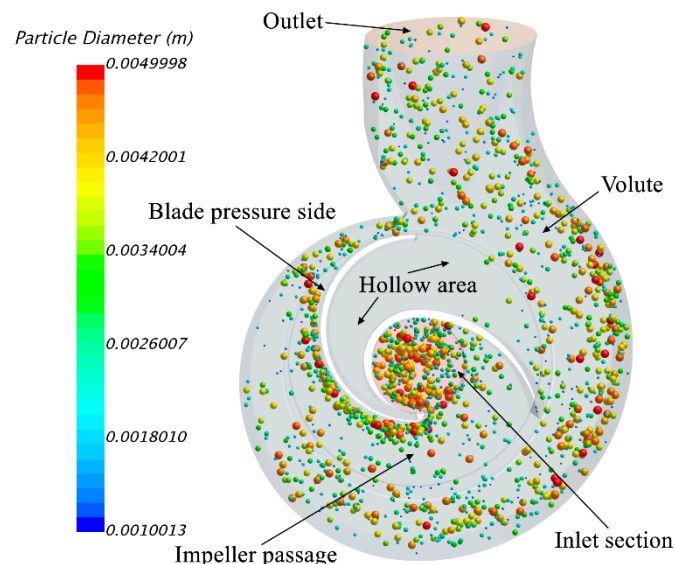 Outlet
Particle Diameter (m)
0.0049998
0.0042001
Volute
Blade pressure side
0.0034004
Hollow area
0.0026007
0.0018010
0.0010013
Inlet section
Impeller passage